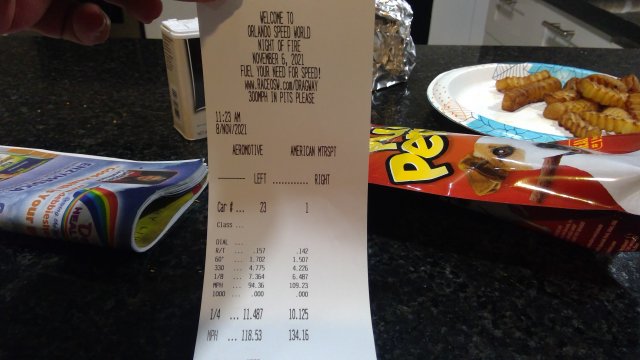 WELCOME TO
ORLANDO SPEED WORLD
NIGHT OF FIRE
NOVEMBER 6, 2021
FUEL YOUR NEED FOR SPEED!
WWW.RACEOSW.COM/DRAGWAY
300MPH IN PITS PLEASE
11:23 AM
8/NOV/2021
AEROMOTIVE AMERICAN MTRSPT
LEFT ............ RIGHT
Car # ... 23 1
Class ...
DIAL ...
R/T ... .157 .142
60' ... 1.702 1.507
330 ... 4.775 4.226
1/8 ... 7.364 6.487
MPH ... 94.36 109.23
1000 ... .000 .000
1/4 ... 11.487 10.125
MPH ... 118.53 134.16